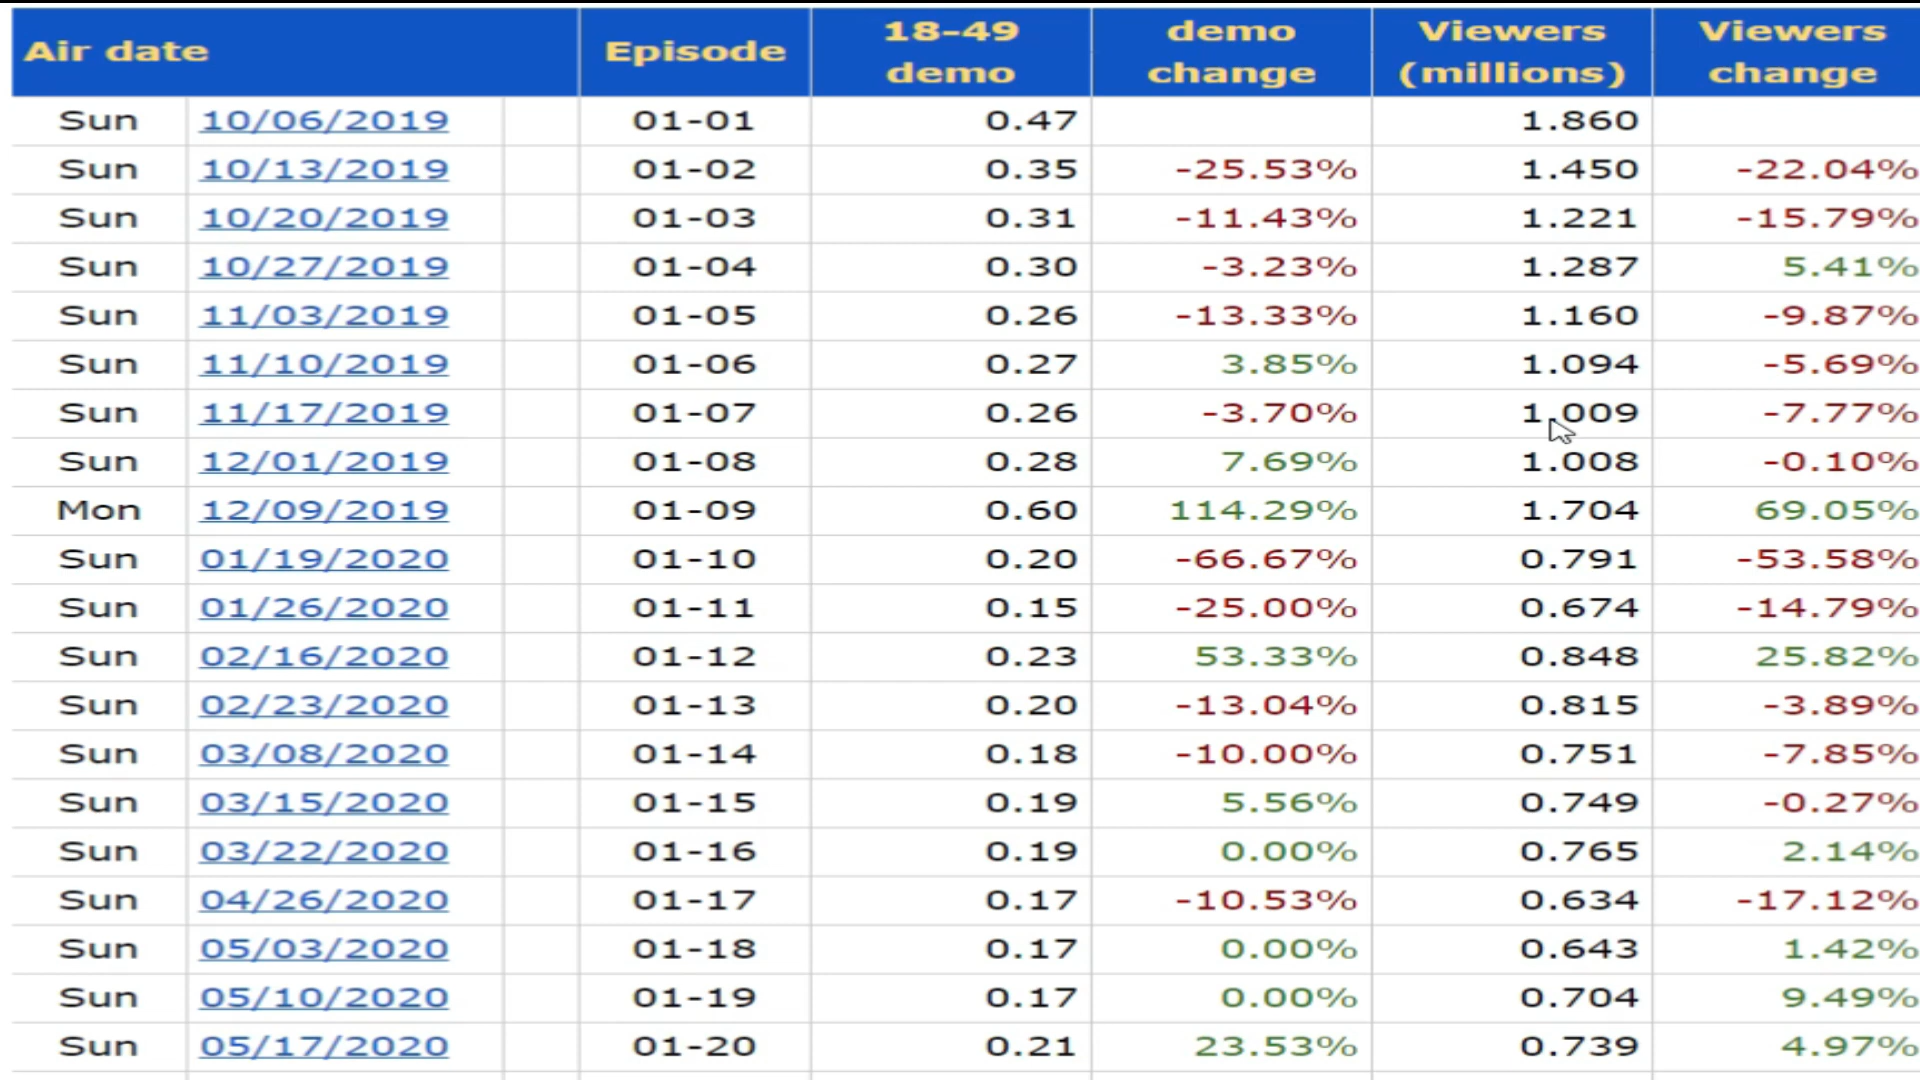 Air date Episode 18-49 demo demo change Viewers (millions) Viewers change
Sun 10/06/2019 01-01 0.47 1.860
Sun 10/13/2019 01-02 0.35 -25.53% 1.450 -22.04%
Sun 10/20/2019 01-03 0.31 -11.43% 1.221 -15.79%
Sun 10/27/2019 01-04 0.30 -3.23% 1.287 5.41%
Sun 11/03/2019 01-05 0.26 -13.33% 1.160 -9.87%
Sun 11/10/2019 01-06 0.27 3.85% 1.094 -5.69%
Sun 11/17/2019 01-07 0.26 -3.70% 1.009 -7.77%
Sun 12/01/2019 01-08 0.28 7.69% 1.008 -0.10%
Mon 12/09/2019 01-09 0.60 114.29% 1.704 69.05%
Sun 01/19/2020 01-10 0.20 -66.67% 0.791 -53.58%
Sun 01/26/2020 01-11 0.15 -25.00% 0.674 -14.79%
Sun 02/16/2020 01-12 0.23 53.33% 0.848 25.82%
Sun 02/23/2020 01-13 0.20 -13.04% 0.815 -3.89%
Sun 03/08/2020 01-14 0.18 -10.00% 0.751 -7.85%
Sun 03/15/2020 01-15 0.19 5.56% 0.749 -0.27%
Sun 03/22/2020 01-16 0.19 0.00% 0.765 2.14%
Sun 04/26/2020 01-17 0.17 -10.53% 0.634 -17.12%
Sun 05/03/2020 01-18 0.17 0.00% 0.643 1.42%
Sun 05/10/2020 01-19 0.17 0.00% 0.704 9.49%
Sun 05/17/2020 01-20 0.21 23.53% 0.739 4.97%